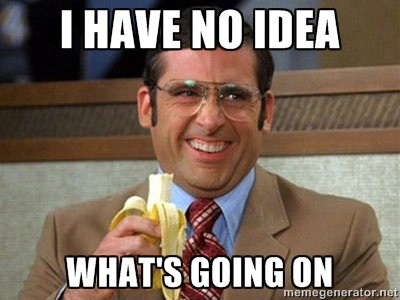 I HAVE NO IDEA
WHAT'S GOING ON
memegenerator.net